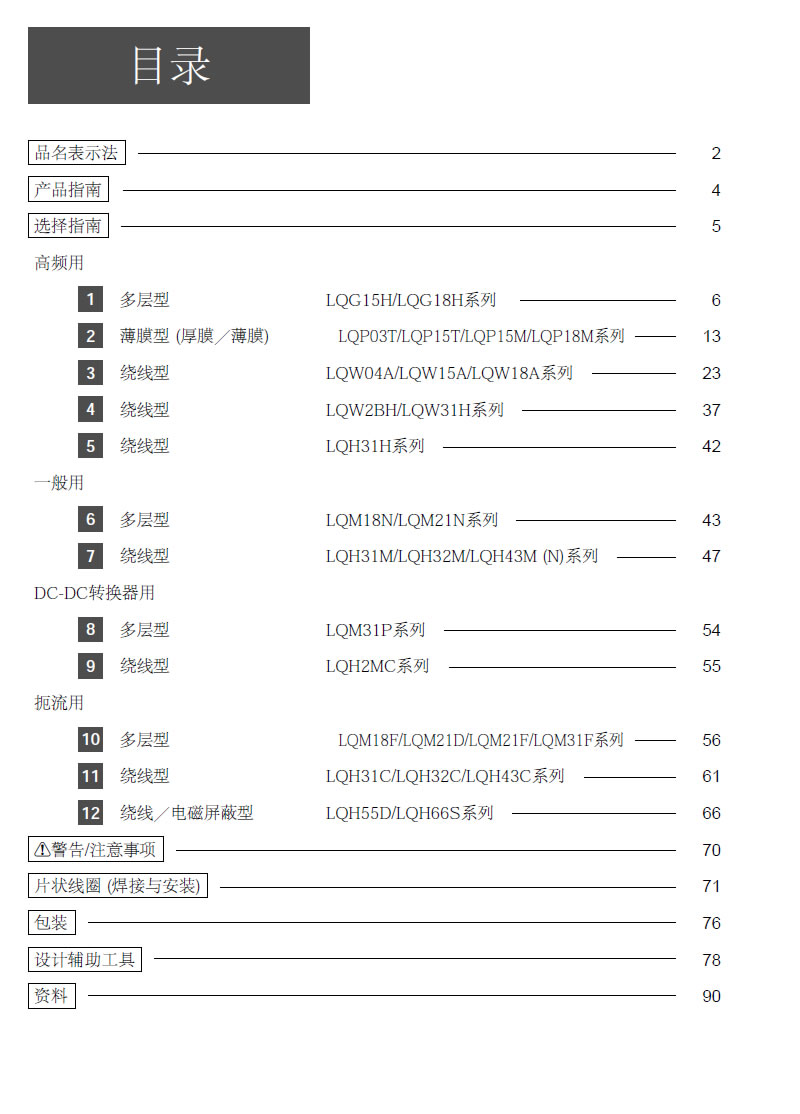 目录
品名表示法 2
产品指南 4
选择指南 5
高频用
1 多层型 LQG15H/LQG18H系列 6
2 薄膜型 (厚膜／薄膜) LQP03T/LQP15T/LQP15M/LQP18M系列 13
3 绕线型 LQW04A/LQW15A/LQW18A系列 23
4 绕线型 LQW2BH/LQW31H系列 37
5 绕线型 LQH31H系列 42
一般用
6 多层型 LQM18N/LQM21N系列 43
7 绕线型 LQH31M/LQH32M/LQH43M (N)系列 47
DC-DC转换器用
8 多层型 LQM31P系列 54
9 绕线型 LQH2MC系列 55
扼流用
10 多层型 LQM18F/LQM21D/LQM21F/LQM31F系列 56
11 绕线型 LQH31C/LQH32C/LQH43C系列 61
12 绕线／电磁屏蔽型 LQH55D/LQH66S系列 66
⚠警告/注意事项 70
片状线圈 (焊接与安装) 71
包装 76
设计辅助工具 78
资料 90